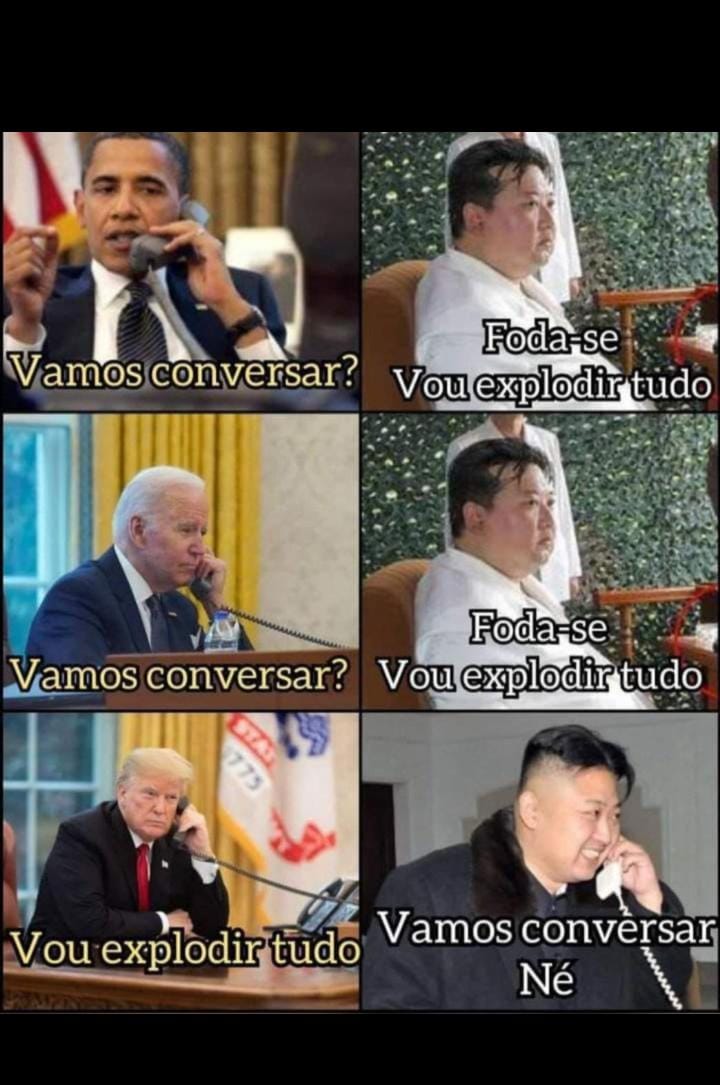 Vamos conversar?
Foda-se
Vou explodir tudo
Vamos conversar?
Foda-se
Vou explodir tudo
1775
Vou explodir tudo
Vamos conversar
Né